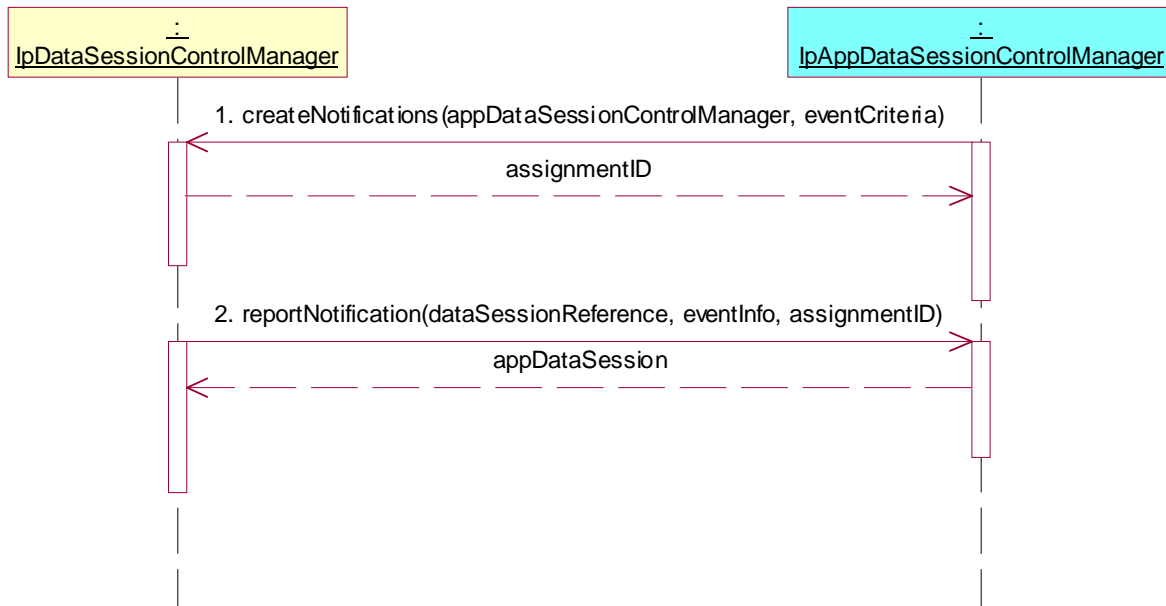 :
IpDataSessionControlManager
:
IpAppDataSessionControlManager
1. createNotifications(appDataSessionControlManager, eventCriteria)
assignmentID
2. reportNotification(dataSessionReference, eventInfo, assignmentID)
appDataSession